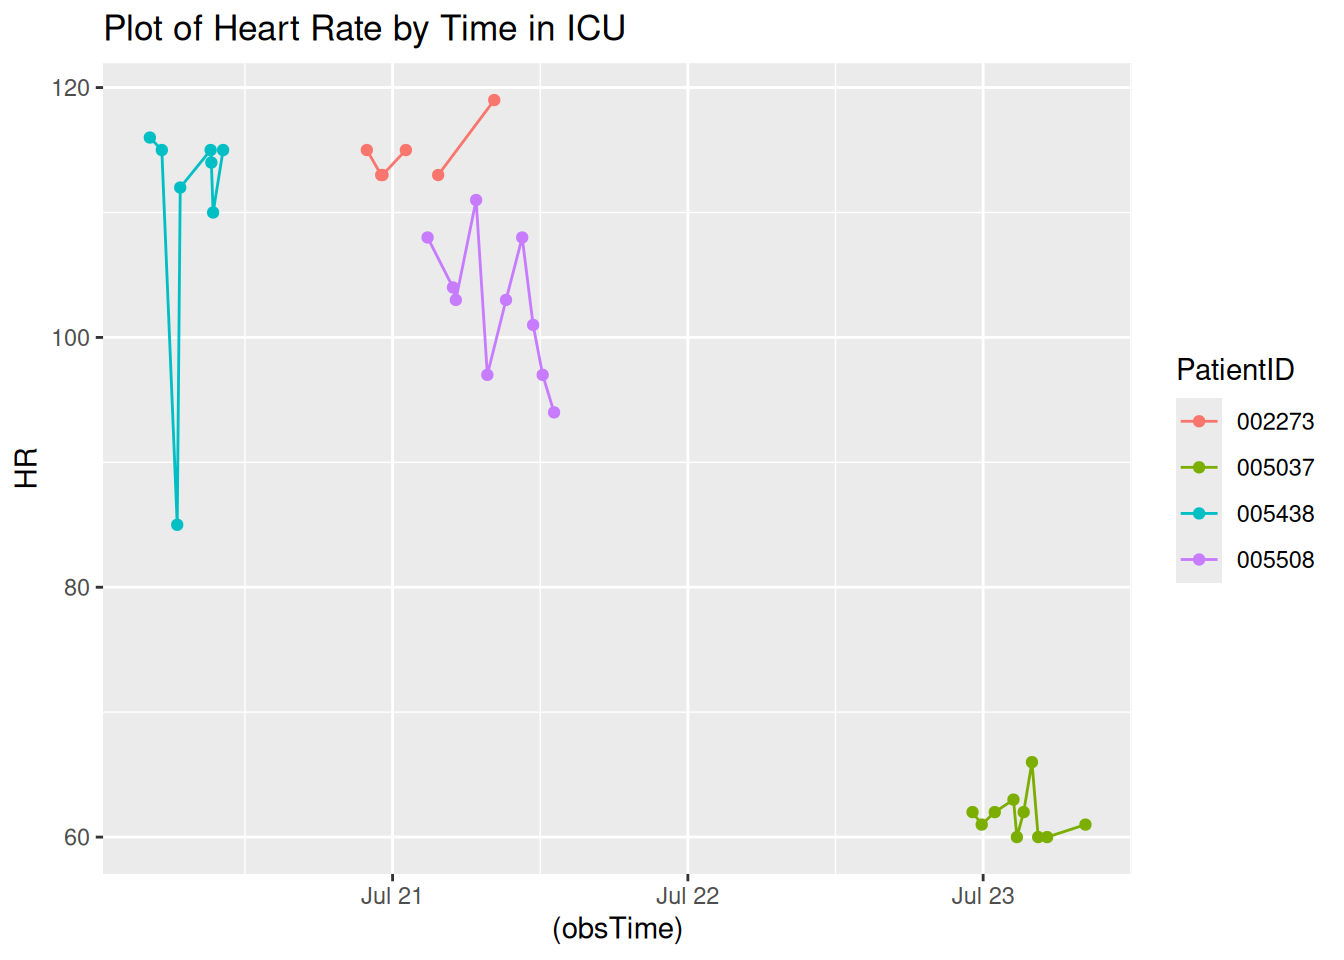 Plot of Heart Rate by Time in ICU
120
100
80
60
HR
Jul 21
Jul 22
Jul 23
(obsTime)
PatientID
002273
005037
005438
005508